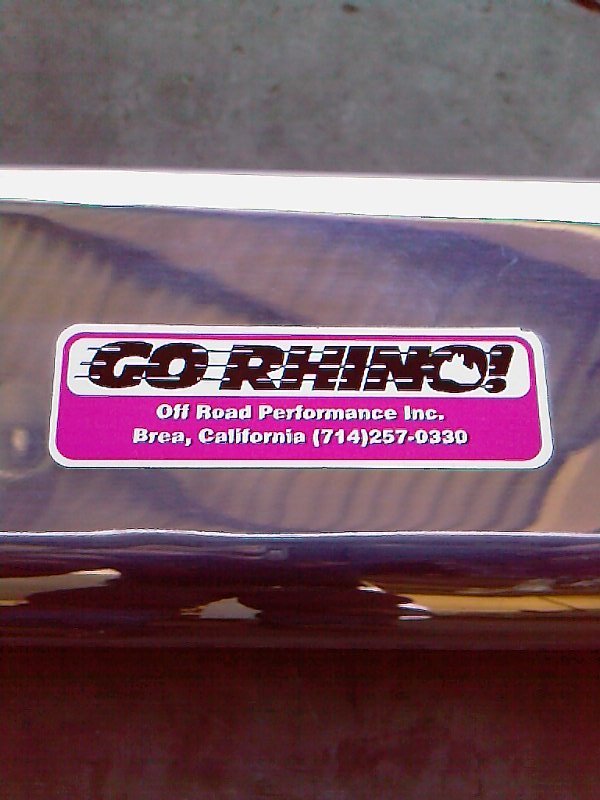 GO RHINO!
Off Road Performance Inc.
Brea, California (714)257-0330